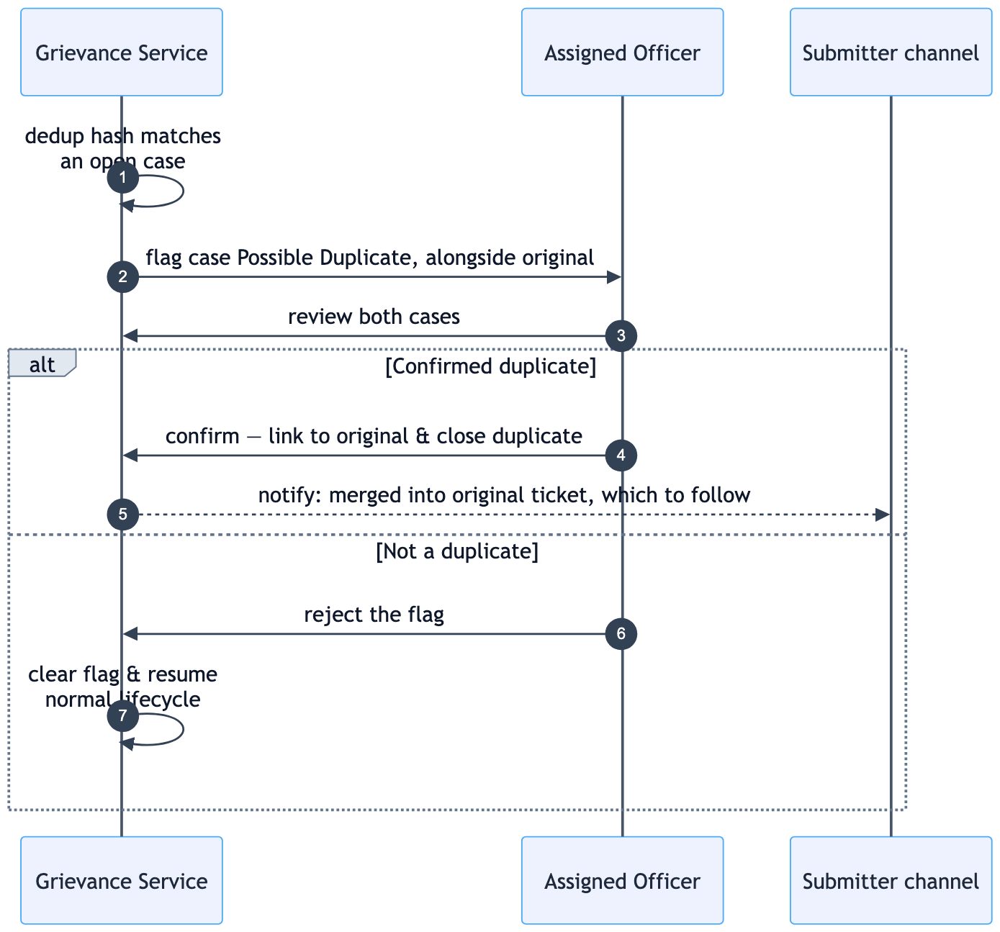 Grievance Service
Assigned Officer
Submitter channel
dedup hash matches
an open case
1
flag case Possible Duplicate, alongside original
2
review both cases
3
alt
[Confirmed duplicate]
confirm — link to original & close duplicate
4
notify: merged into original ticket, which to follow
5
[Not a duplicate]
reject the flag
6
clear flag & resume
normal lifecycle
7
Grievance Service
Assigned Officer
Submitter channel